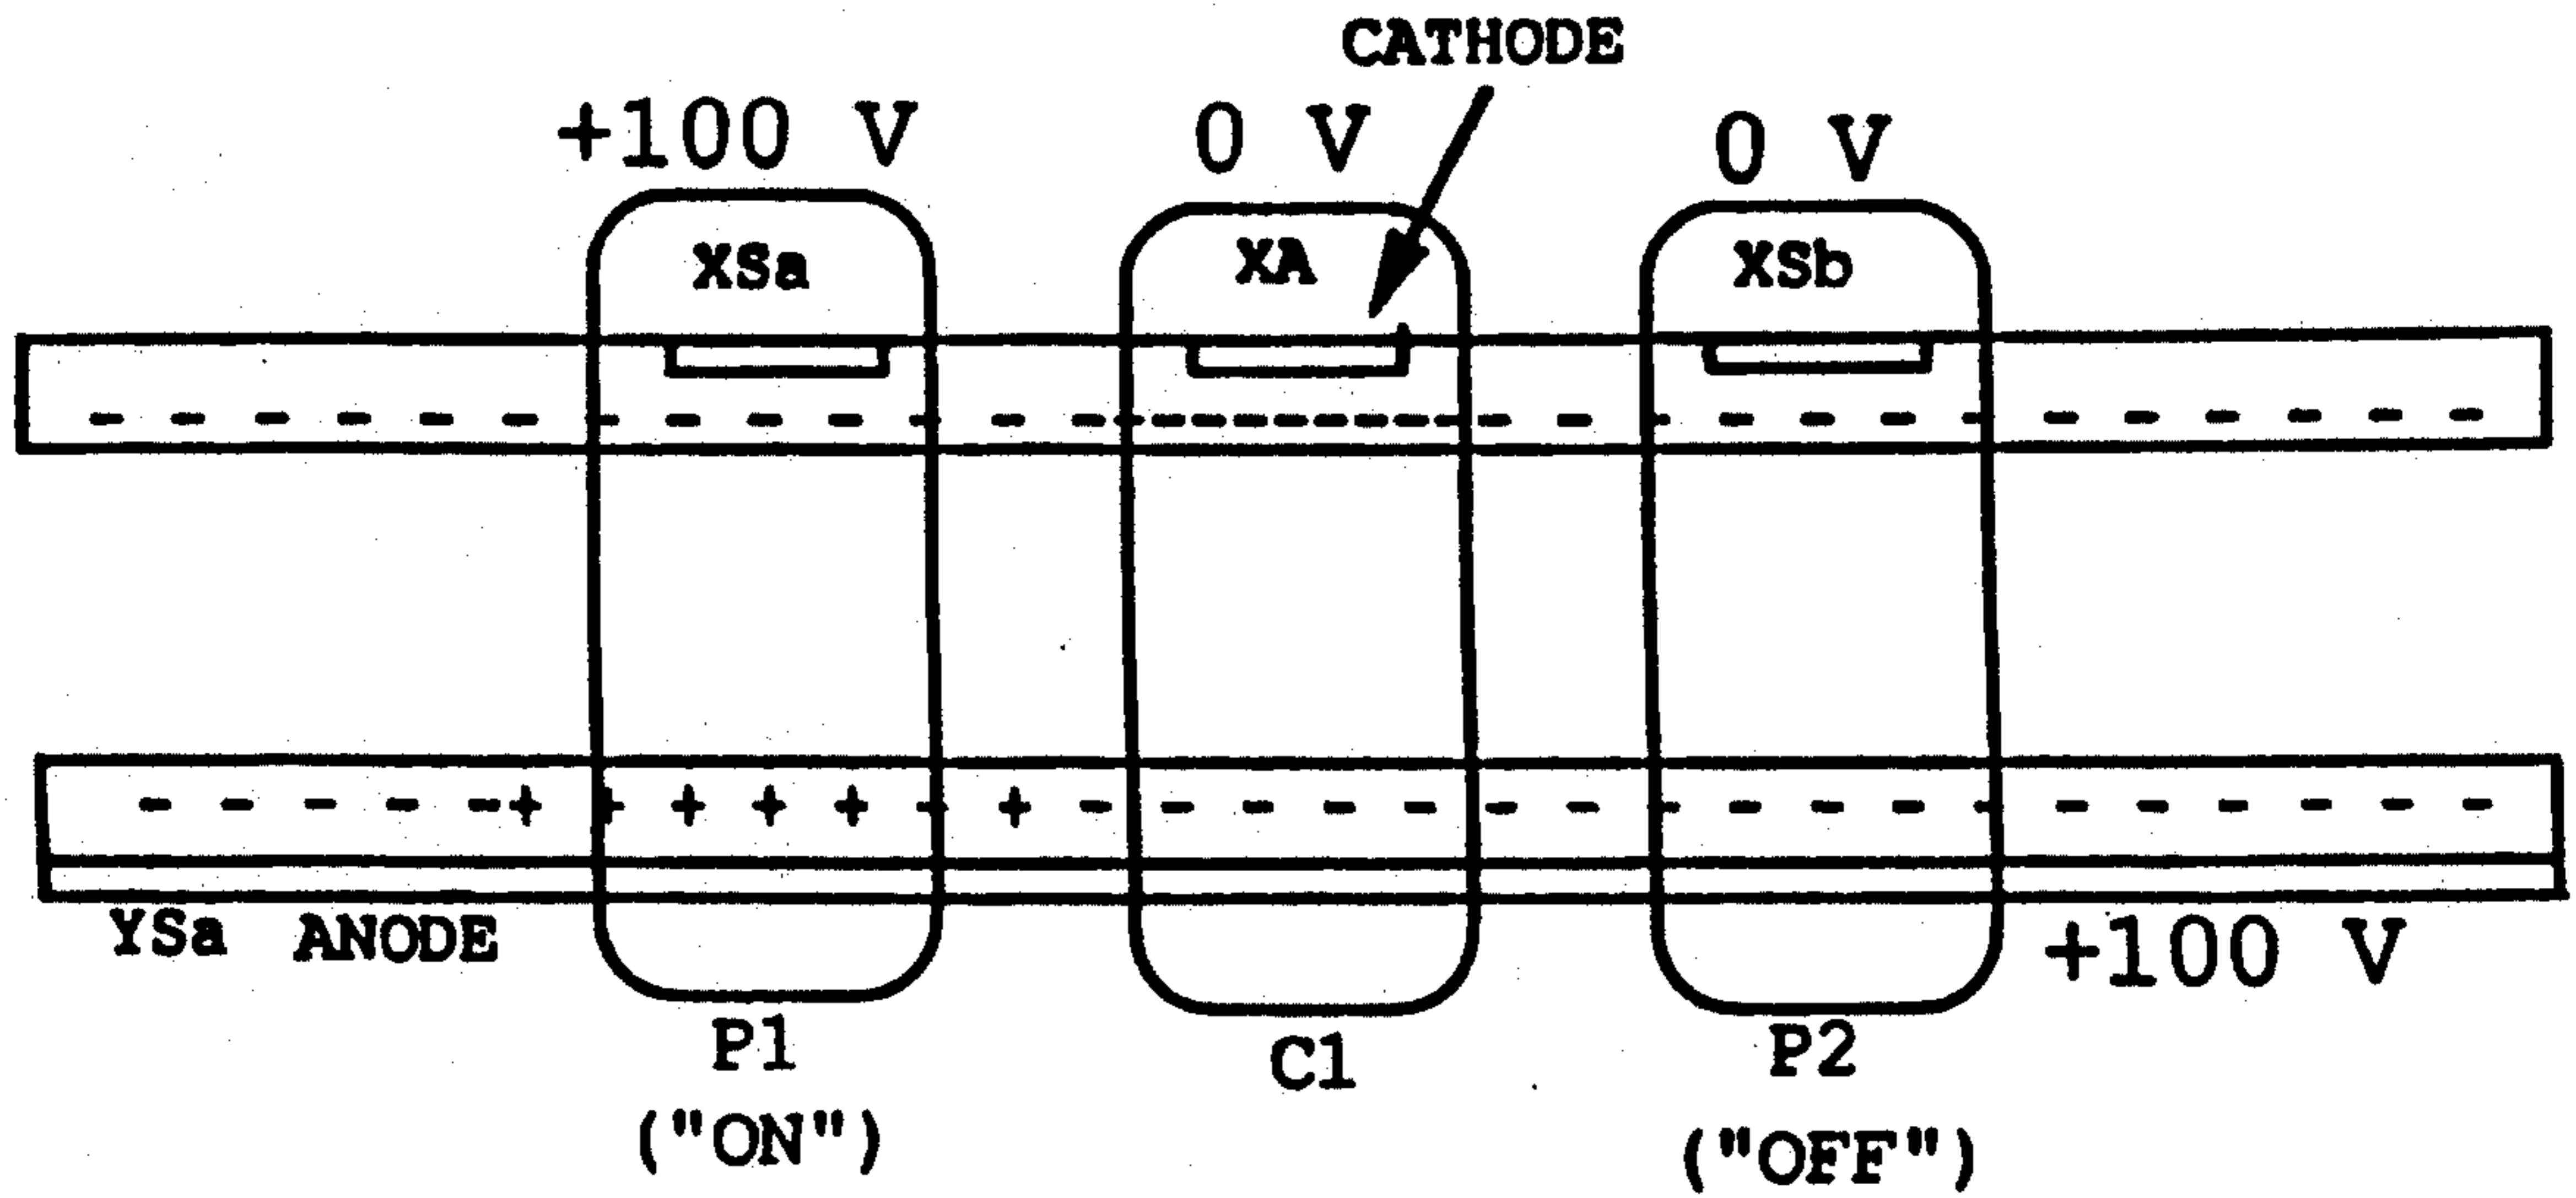 CATHODE
+100 V 0 V 0 V
XSa XA XSb
YSa ANODE +100 V
P1 C1 P2
("ON") ("OFF")